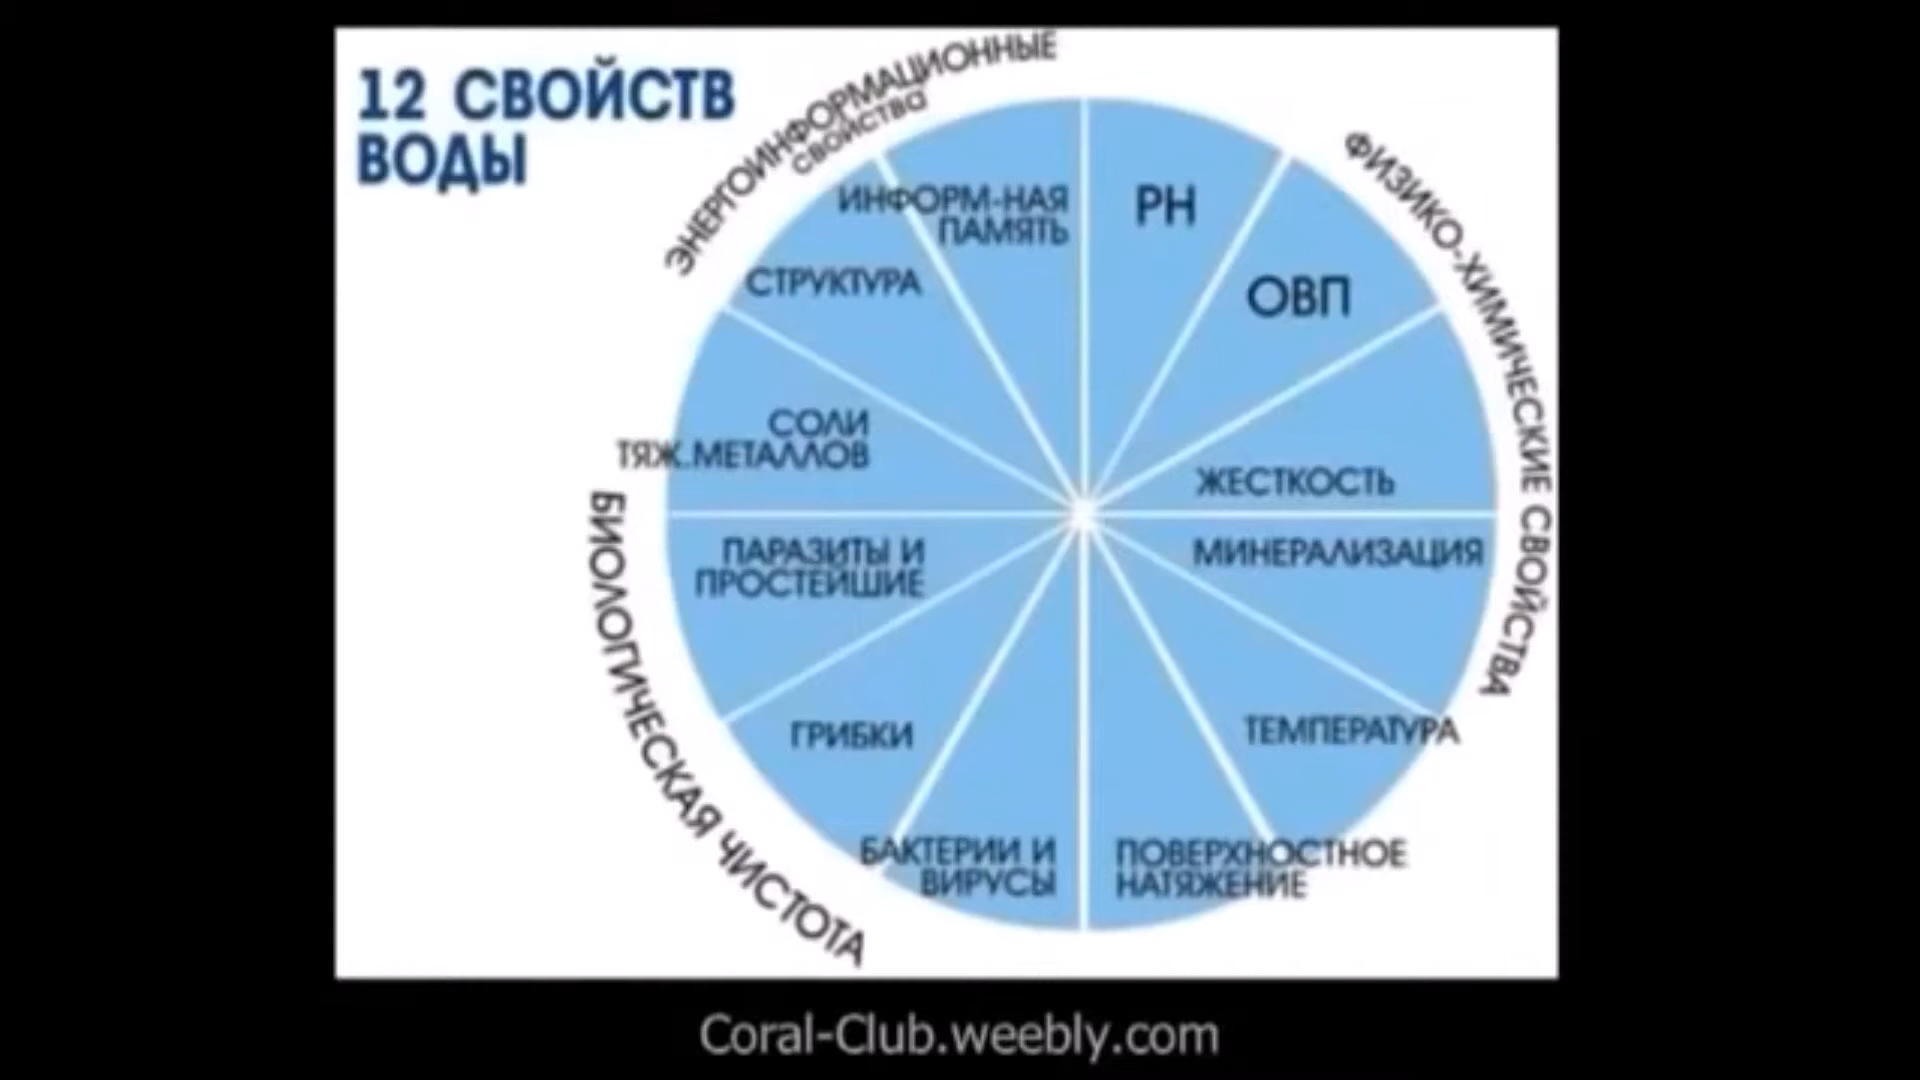 12 СВОЙСТВ
ВОДЫ
ЭНЕРГОИНФОРМАЦИОННЫЕ
СВОЙСТВА
ФИЗИКО-ХИМИЧЕСКИЕ СВОЙСТВА
БИОЛОГИЧЕСКАЯ ЧИСТОТА
PH
ОВП
ЖЕСТКОСТЬ
МИНЕРАЛИЗАЦИЯ
ТЕМПЕРАТУРА
ПОВЕРХНОСТНОЕ
НАТЯЖЕНИЕ
БАКТЕРИИ И
ВИРУСЫ
ГРИБКИ
ПАРАЗИТЫ И
ПРОСТЕЙШИЕ
СОЛИ
ТЯЖ.МЕТАЛЛОВ
СТРУКТУРА
ИНФОРМ-НАЯ
ПАМЯТЬ
Coral-Club.weebly.com